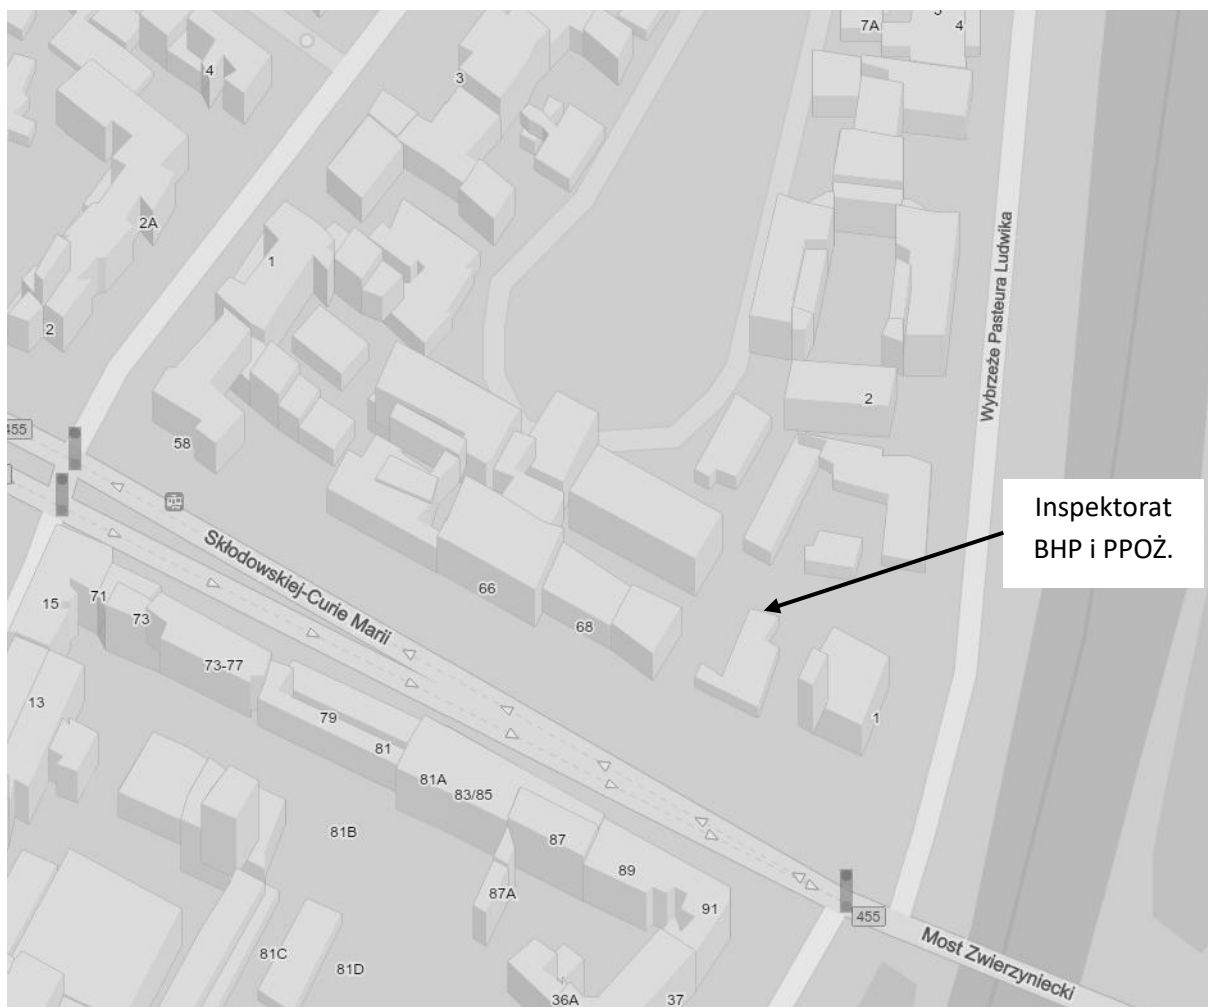 7A
4
3
4
2A
1
2
2
58
455
Wybrzeże Pasteura Ludwika
Inspektorat
BHP i PPOŻ.
Skłodowskiej-Curie Marii
66
68
71
15
73
73-77
13
79
81
1
81A
83/85
81B
87
89
87A
91
455
81C
81D
36A
37
Most Zwierzyniecki